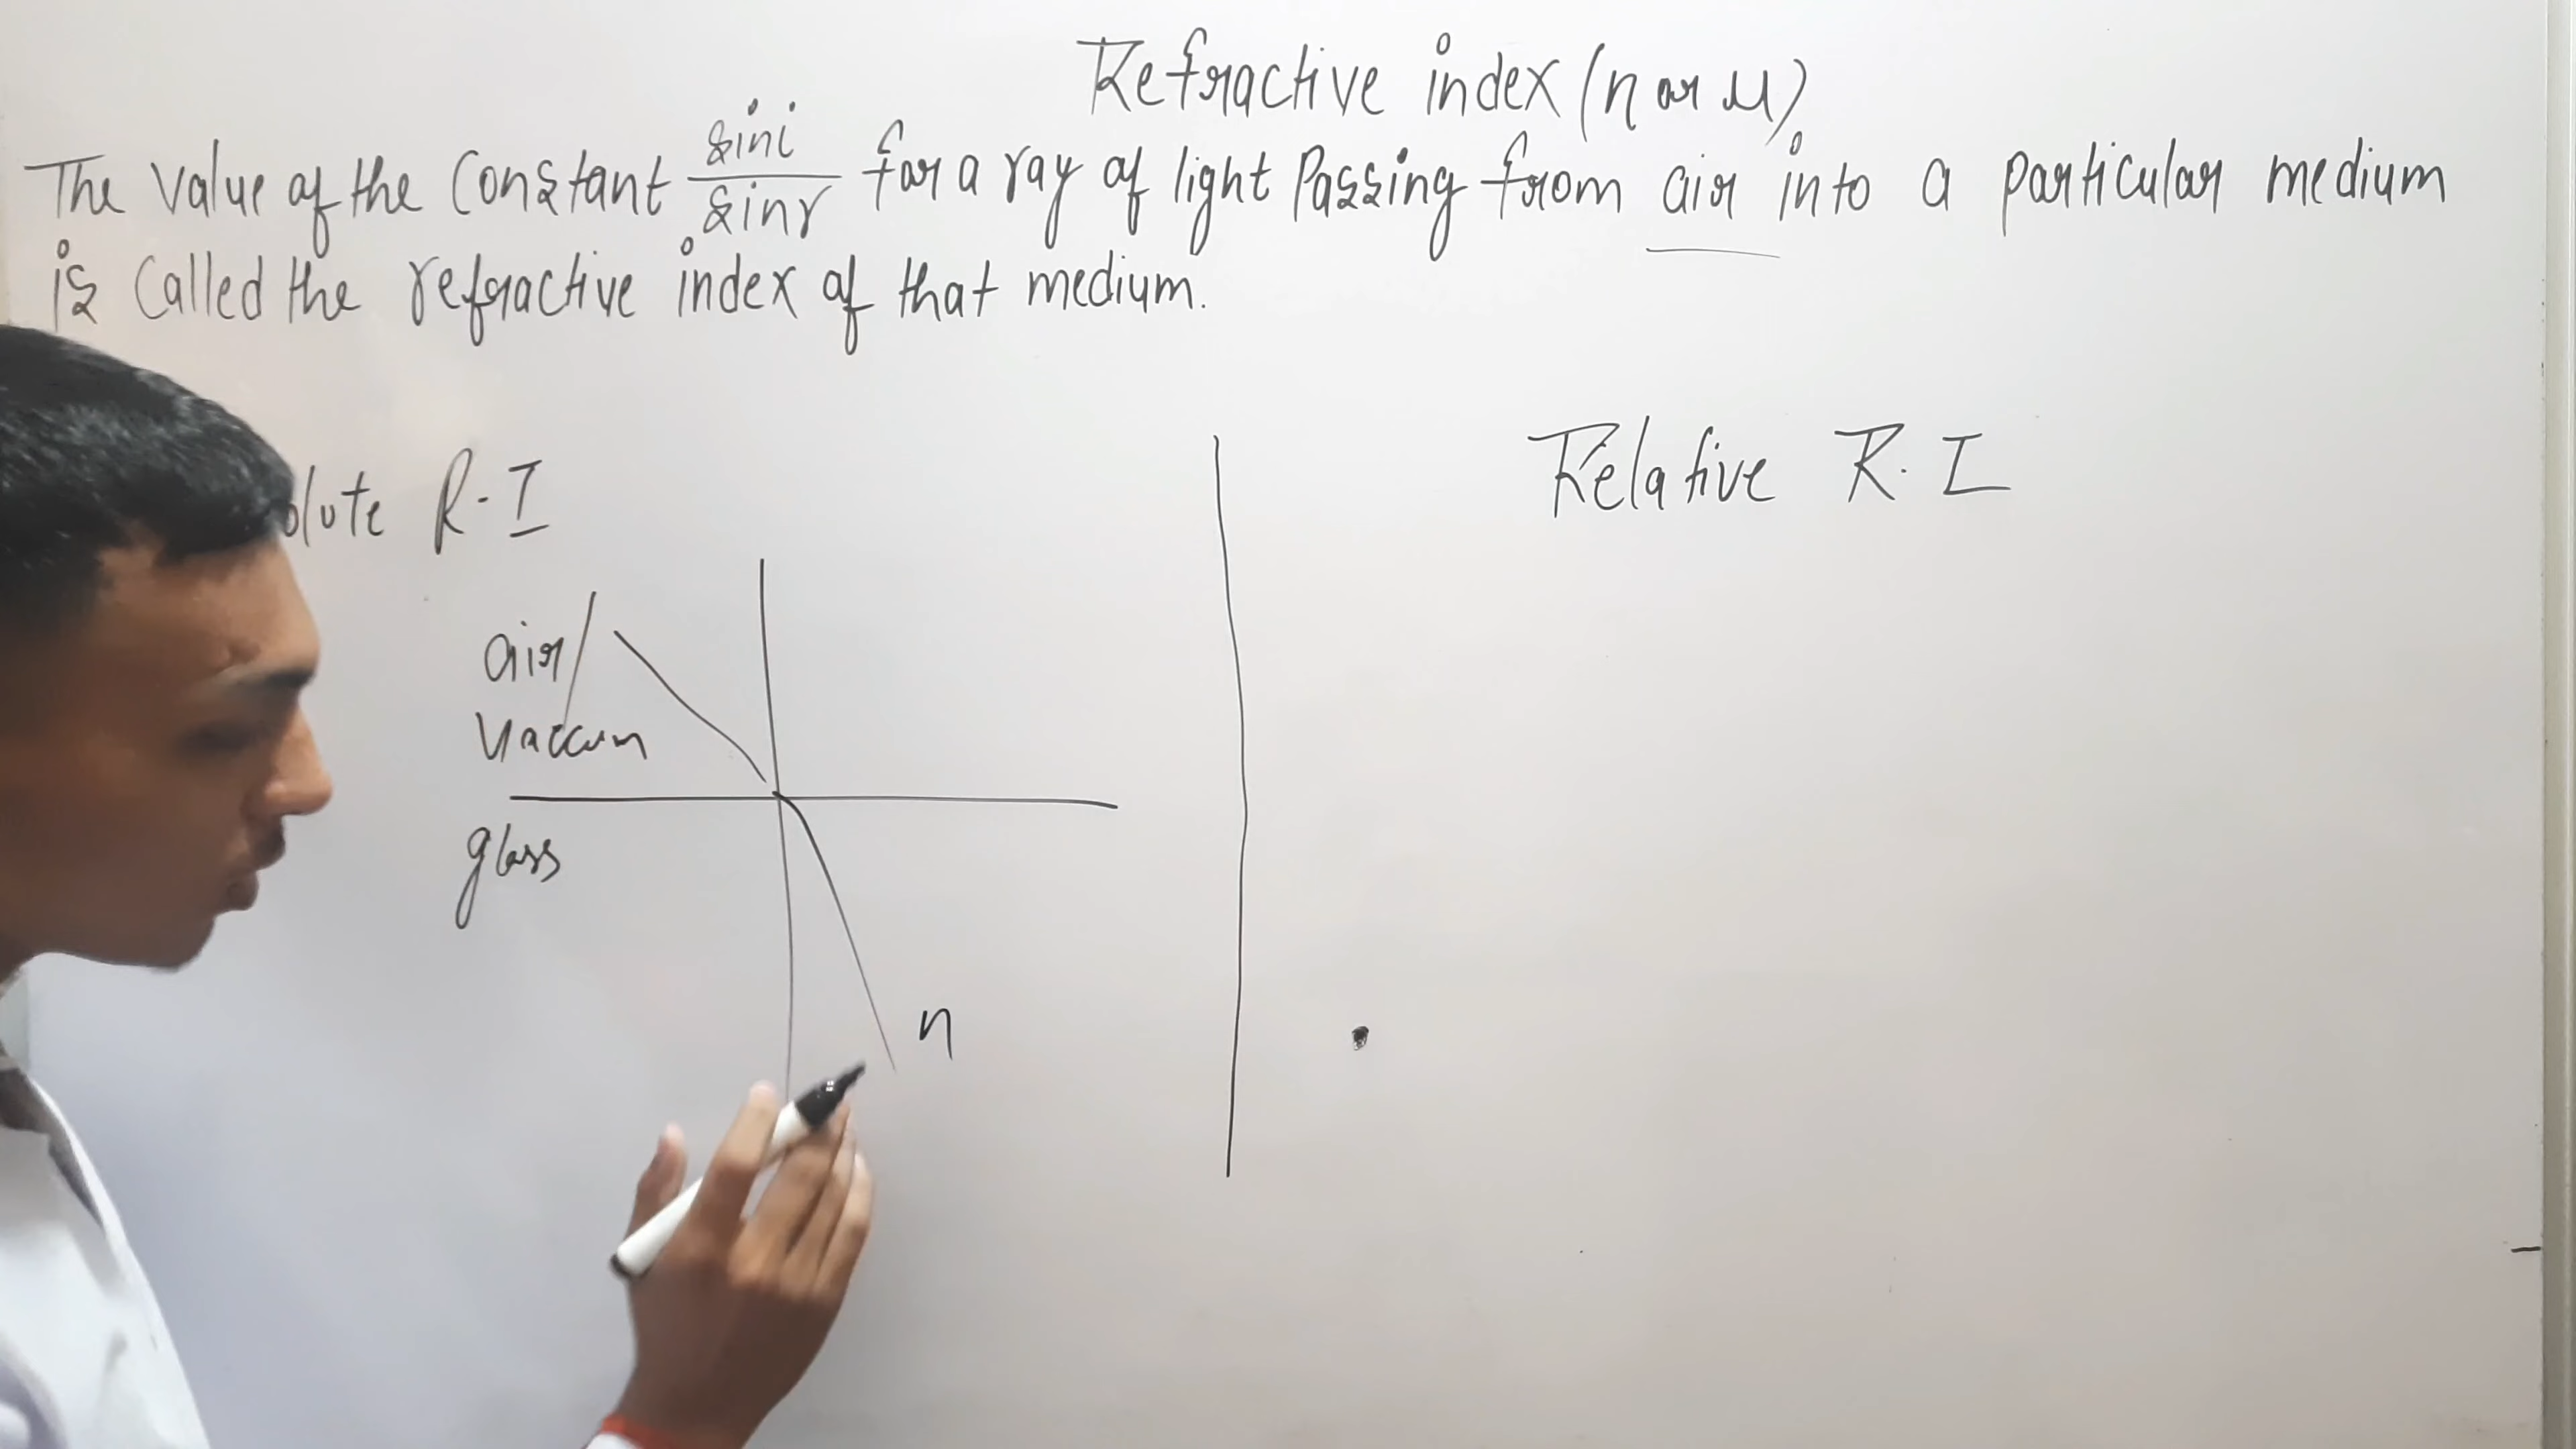 Refractive index (n or μ)
The value of the constant sini/sinr for a ray of light Passing from air into a particular medium
is called the refractive index of that medium.
olute R-I
Relative R.I
air/
Vaccum
glass
n